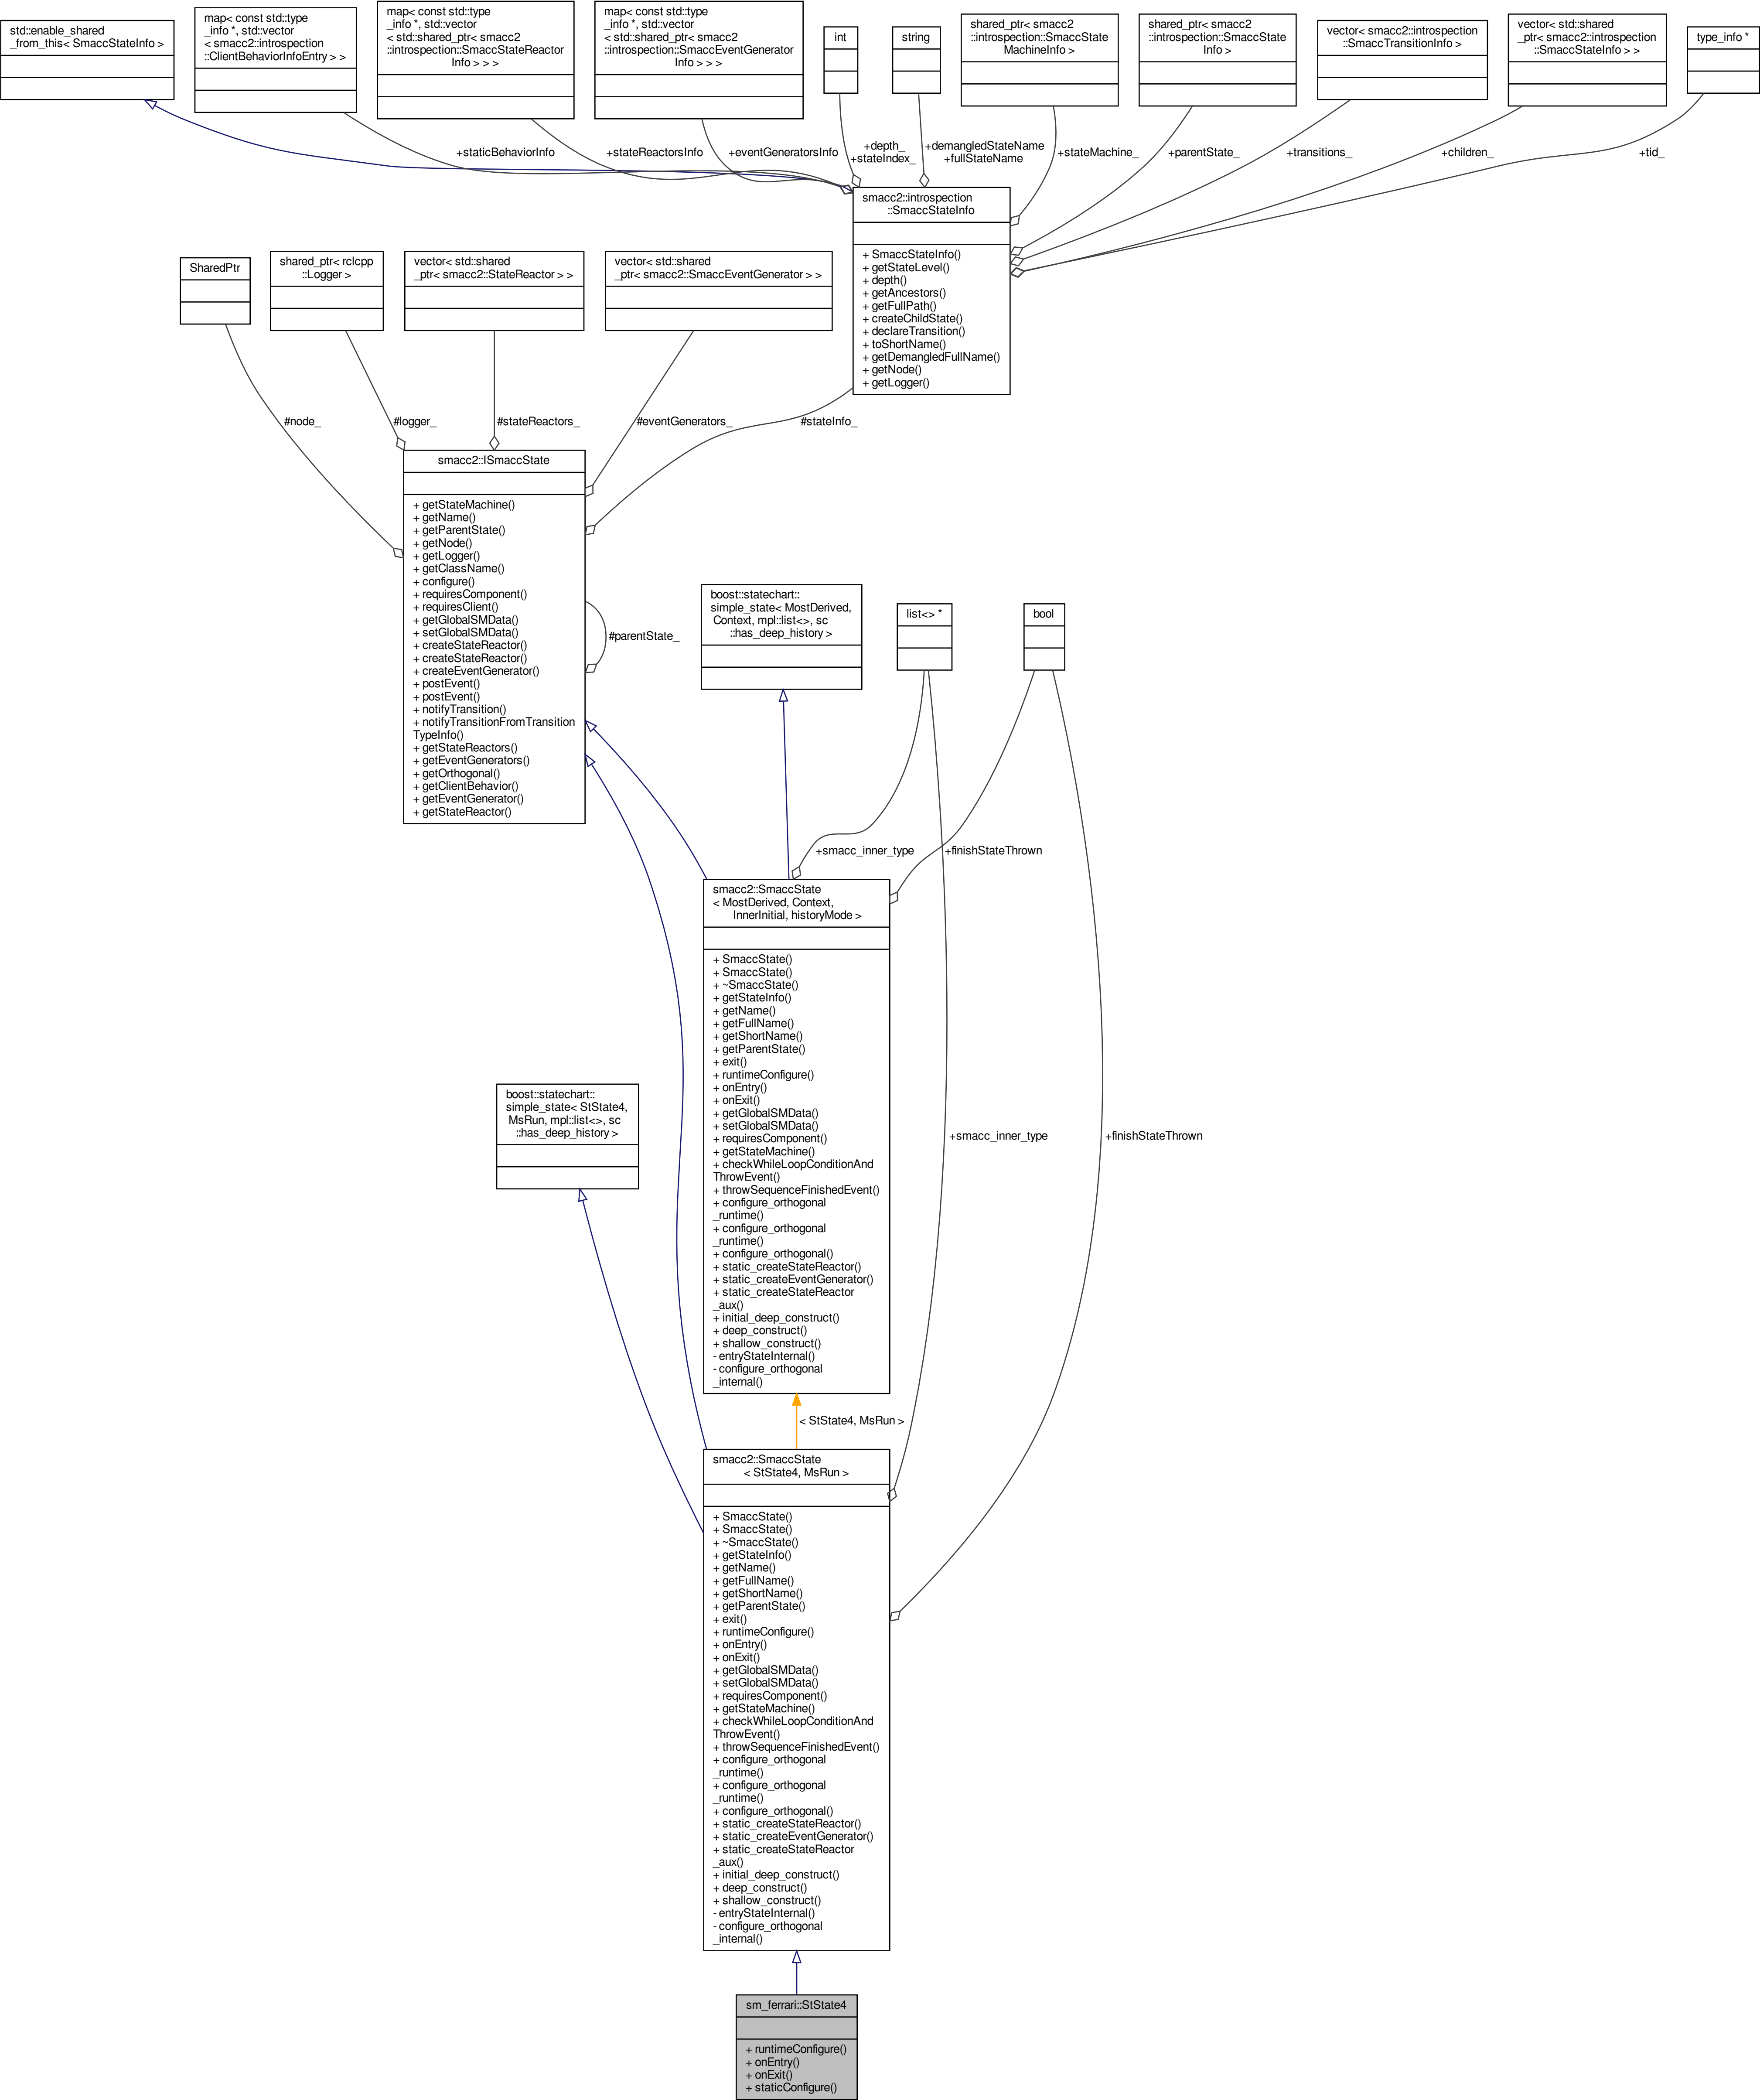 std::enable_shared
_from_this< SmaccStateInfo >
map< const std::type
_info *, std::vector
< smacc2::introspection
::ClientBehaviorInfoEntry > >
map< const std::type
_info *, std::vector
< std::shared_ptr< smacc2
::introspection::SmaccStateReactor
Info > > >
map< const std::type
_info *, std::vector
< std::shared_ptr< smacc2
::introspection::SmaccEventGenerator
Info > > >
int
string
shared_ptr< smacc2
::introspection::SmaccState
MachineInfo >
shared_ptr< smacc2
::introspection::SmaccState
Info >
vector< smacc2::introspection
::SmaccTransitionInfo >
vector< std::shared
_ptr< smacc2::introspection
::SmaccStateInfo > >
type_info *
+staticBehaviorInfo
+stateReactorsInfo
+eventGeneratorsInfo
+depth_
+stateIndex_
+demangledStateName
+fullStateName
+stateMachine_
+parentState_
+transitions_
+children_
+tid_
smacc2::introspection
::SmaccStateInfo
+ SmaccStateInfo()
+ getStateLevel()
+ depth()
+ getAncestors()
+ getFullPath()
+ createChildState()
+ declareTransition()
+ toShortName()
+ getDemangledFullName()
+ getNode()
+ getLogger()
SharedPtr
shared_ptr< rclcpp
::Logger >
vector< std::shared
_ptr< smacc2::StateReactor > >
vector< std::shared
_ptr< smacc2::SmaccEventGenerator > >
#node_
#logger_
#stateReactors_
#eventGenerators_
#stateInfo_
smacc2::ISmaccState
+ getStateMachine()
+ getName()
+ getParentState()
+ getNode()
+ getLogger()
+ getClassName()
+ configure()
+ requiresComponent()
+ requiresClient()
+ getGlobalSMData()
+ setGlobalSMData()
+ createStateReactor()
+ createStateReactor()
+ createEventGenerator()
+ postEvent()
+ postEvent()
+ notifyTransition()
+ notifyTransitionFromTransition
TypeInfo()
+ getStateReactors()
+ getEventGenerators()
+ getOrthogonal()
+ getClientBehavior()
+ getEventGenerator()
+ getStateReactor()
#parentState_
boost::statechart::
simple_state< MostDerived,
Context, mpl::list<>, sc
::has_deep_history >
list<> *
bool
+smacc_inner_type
+finishStateThrown
smacc2::SmaccState
< MostDerived, Context,
InnerInitial, historyMode >
+ SmaccState()
+ SmaccState()
+ ~SmaccState()
+ getStateInfo()
+ getName()
+ getFullName()
+ getShortName()
+ getParentState()
+ exit()
+ runtimeConfigure()
+ onEntry()
+ onExit()
+ getGlobalSMData()
+ setGlobalSMData()
+ requiresComponent()
+ getStateMachine()
+ checkWhileLoopConditionAnd
ThrowEvent()
+ throwSequenceFinishedEvent()
+ configure_orthogonal
_runtime()
+ configure_orthogonal
_runtime()
+ configure_orthogonal()
+ static_createStateReactor()
+ static_createEventGenerator()
+ static_createStateReactor
_aux()
+ initial_deep_construct()
+ deep_construct()
+ shallow_construct()
- entryStateInternal()
- configure_orthogonal
_internal()
boost::statechart::
simple_state< StState4,
MsRun, mpl::list<>, sc
::has_deep_history >
+smacc_inner_type
+finishStateThrown
< StState4, MsRun >
smacc2::SmaccState
< StState4, MsRun >
+ SmaccState()
+ SmaccState()
+ ~SmaccState()
+ getStateInfo()
+ getName()
+ getFullName()
+ getShortName()
+ getParentState()
+ exit()
+ runtimeConfigure()
+ onEntry()
+ onExit()
+ getGlobalSMData()
+ setGlobalSMData()
+ requiresComponent()
+ getStateMachine()
+ checkWhileLoopConditionAnd
ThrowEvent()
+ throwSequenceFinishedEvent()
+ configure_orthogonal
_runtime()
+ configure_orthogonal
_runtime()
+ configure_orthogonal()
+ static_createStateReactor()
+ static_createEventGenerator()
+ static_createStateReactor
_aux()
+ initial_deep_construct()
+ deep_construct()
+ shallow_construct()
- entryStateInternal()
- configure_orthogonal
_internal()
sm_ferrari::StState4
+ runtimeConfigure()
+ onEntry()
+ onExit()
+ staticConfigure()